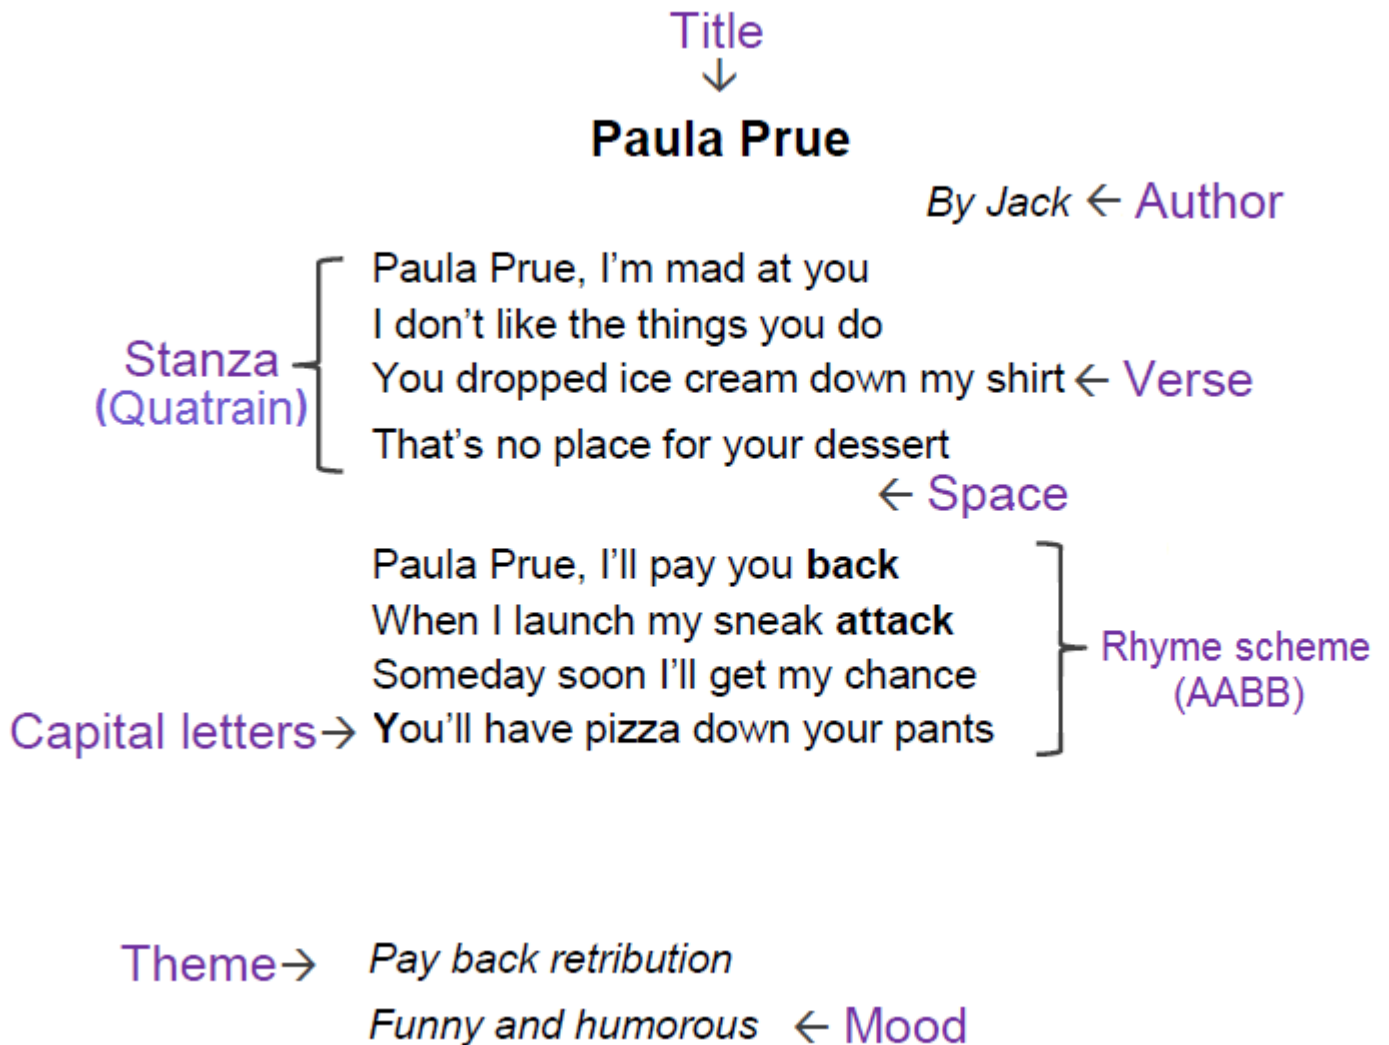 Title
↓
Paula Prue
By Jack ← Author
Paula Prue, I'm mad at you
I don't like the things you do
Stanza
(Quatrain)
You dropped ice cream down my shirt ← Verse
That's no place for your dessert
← Space
Paula Prue, I'll pay you back
When I launch my sneak attack
Someday soon I'll get my chance
Rhyme scheme
(AABB)
Capital letters→ You'll have pizza down your pants
Theme→ Pay back retribution
Funny and humorous ← Mood